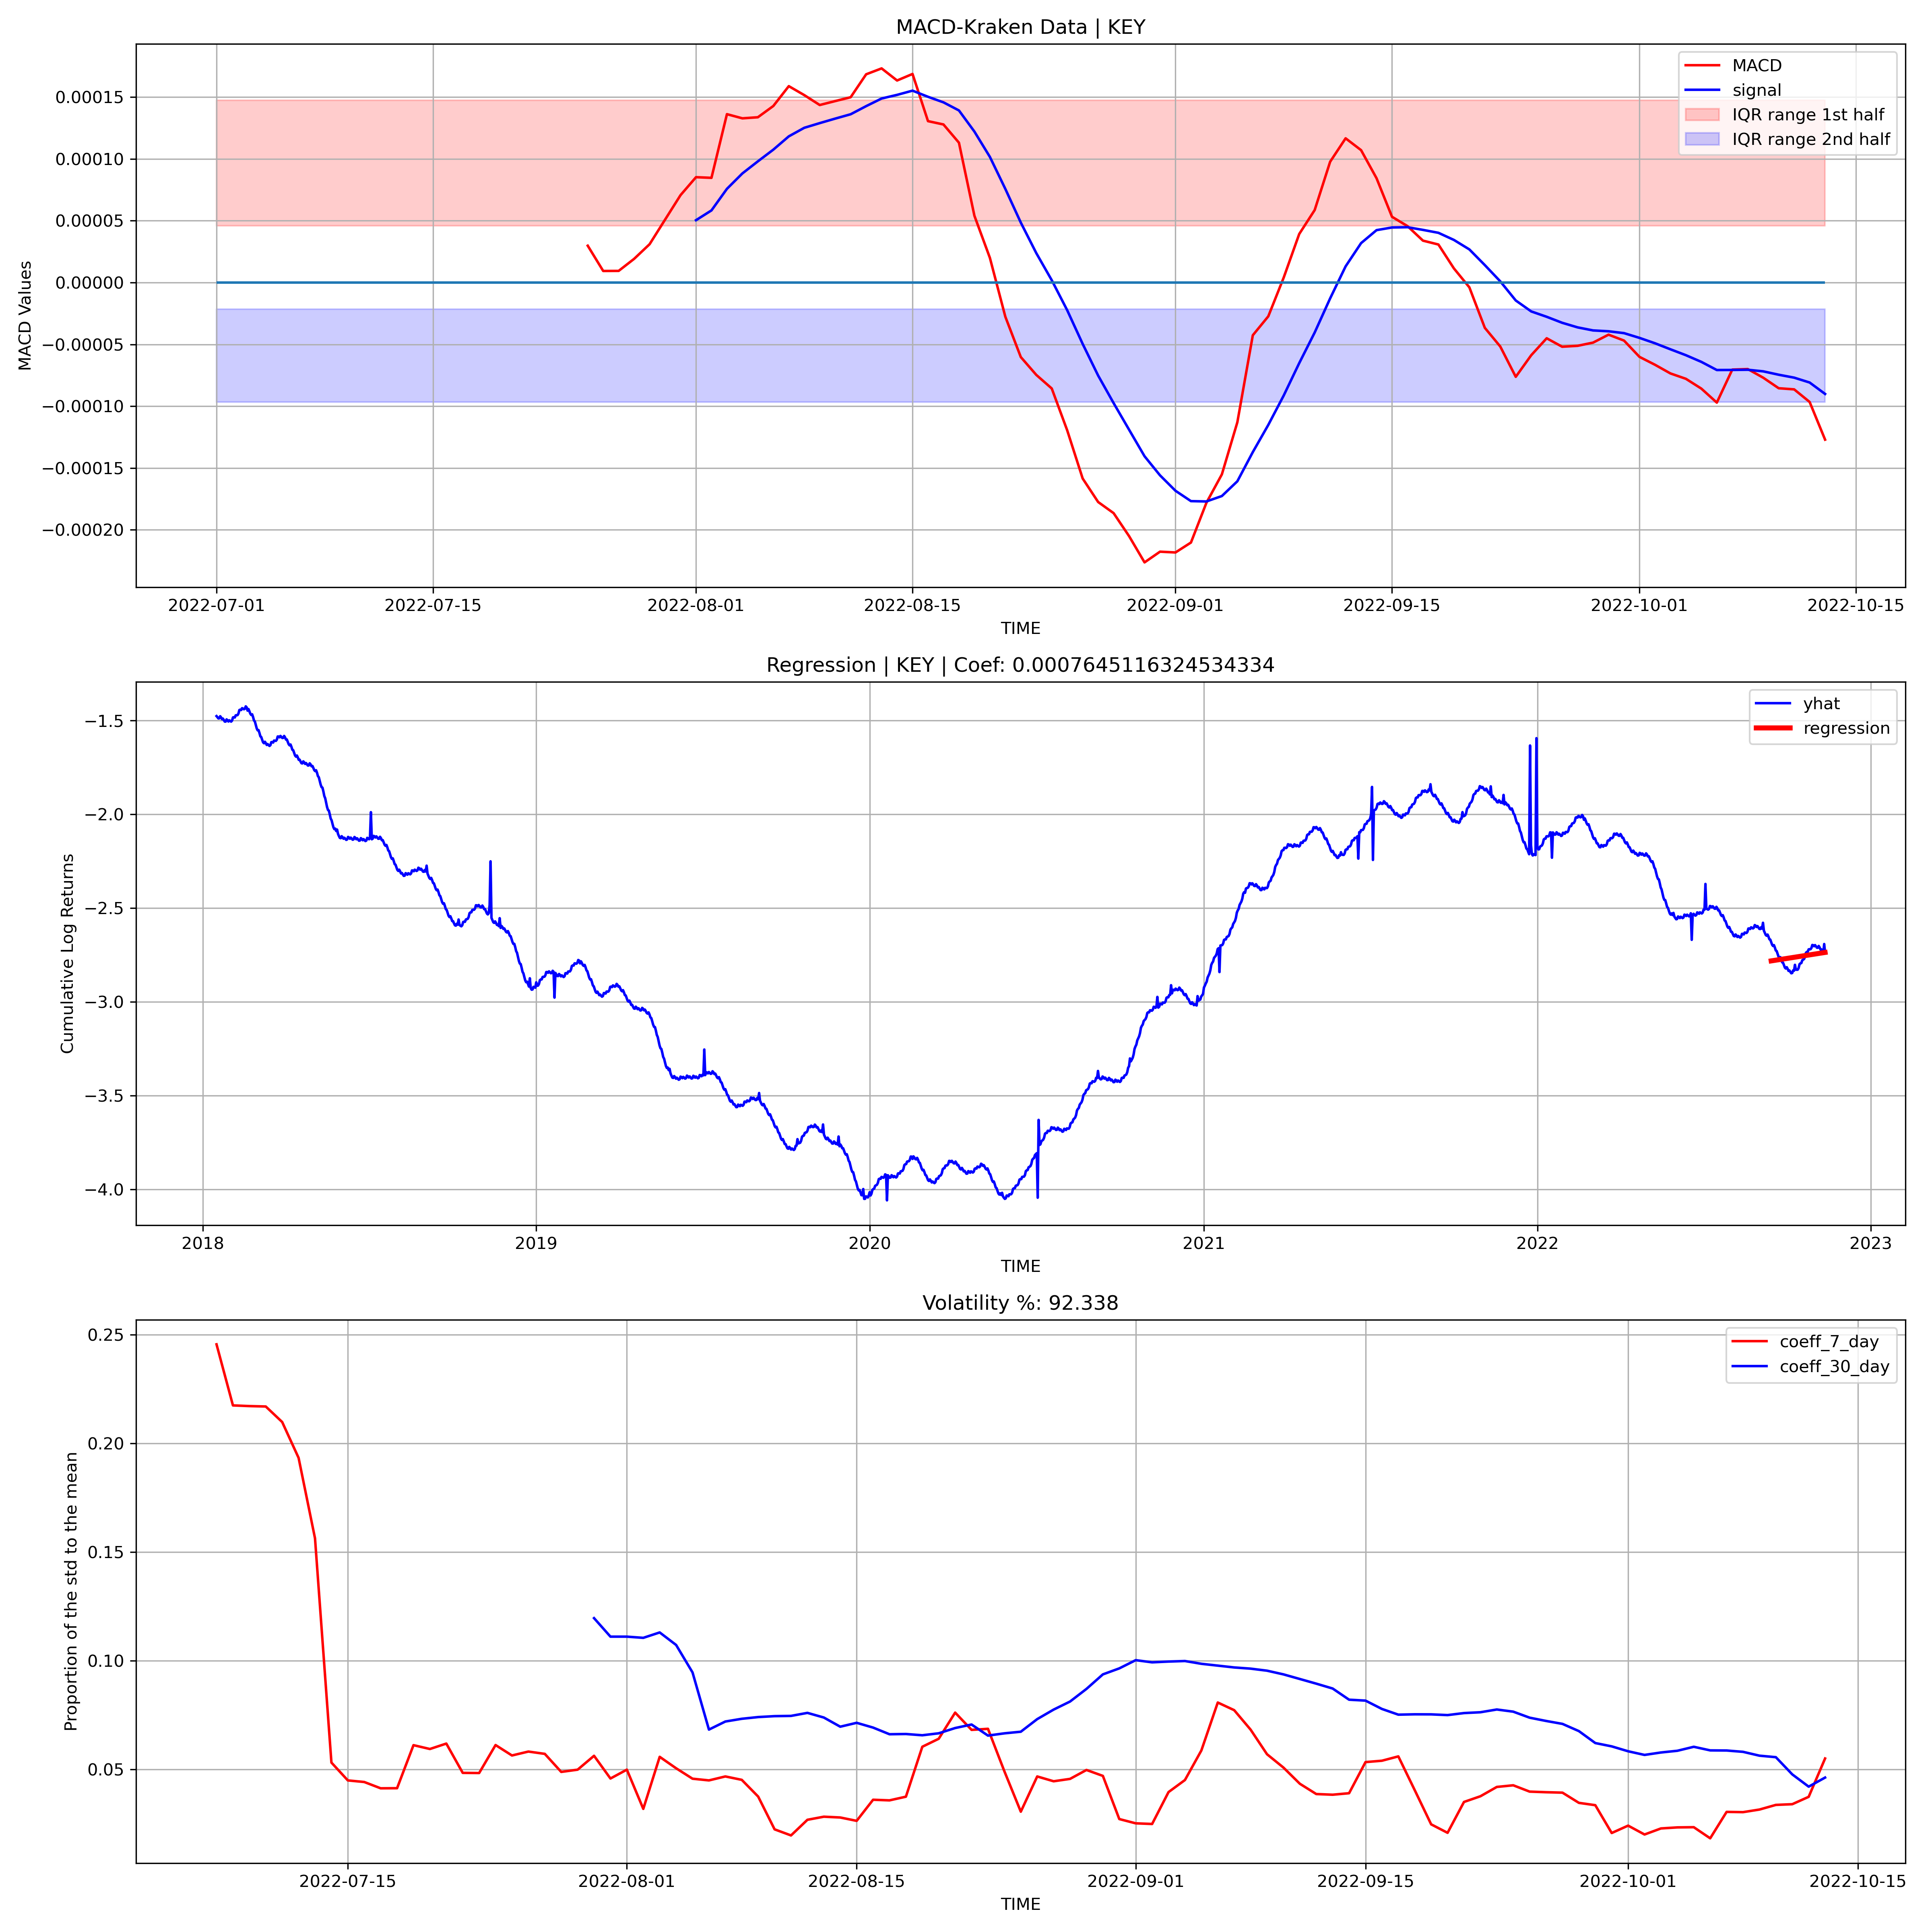 MACD-Kraken Data | KEY
MACD
signal
IQR range 1st half
IQR range 2nd half
MACD Values
0.00015
0.00010
0.00005
0.00000
−0.00005
−0.00010
−0.00015
−0.00020
2022-07-01 2022-07-15 2022-08-01 2022-08-15 2022-09-01 2022-09-15 2022-10-01 2022-10-15
TIME
Regression | KEY | Coef: 0.0007645116324534334
yhat
regression
Cumulative Log Returns
−1.5
−2.0
−2.5
−3.0
−3.5
−4.0
2018 2019 2020 2021 2022 2023
TIME
Volatility %: 92.338
coeff_7_day
coeff_30_day
Proportion of the std to the mean
0.25
0.20
0.15
0.10
0.05
2022-07-15 2022-08-01 2022-08-15 2022-09-01 2022-09-15 2022-10-01 2022-10-15
TIME